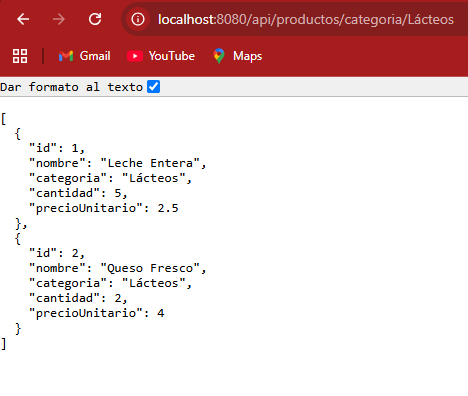 localhost:8080/api/productos/categoria/Lácteos
Gmail YouTube Maps
Dar formato al texto
[
  {
    "id": 1,
    "nombre": "Leche Entera",
    "categoria": "Lácteos",
    "cantidad": 5,
    "precioUnitario": 2.5
  },
  {
    "id": 2,
    "nombre": "Queso Fresco",
    "categoria": "Lácteos",
    "cantidad": 2,
    "precioUnitario": 4
  }
]